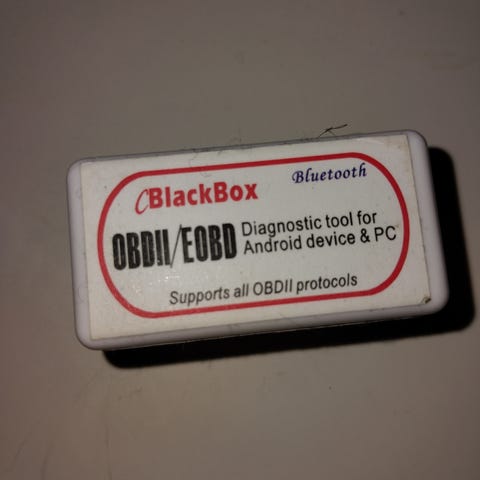 CBlackBox
Bluetooth
OBDII/EOBD
Diagnostic tool for
Android device & PC
Supports all OBDII protocols